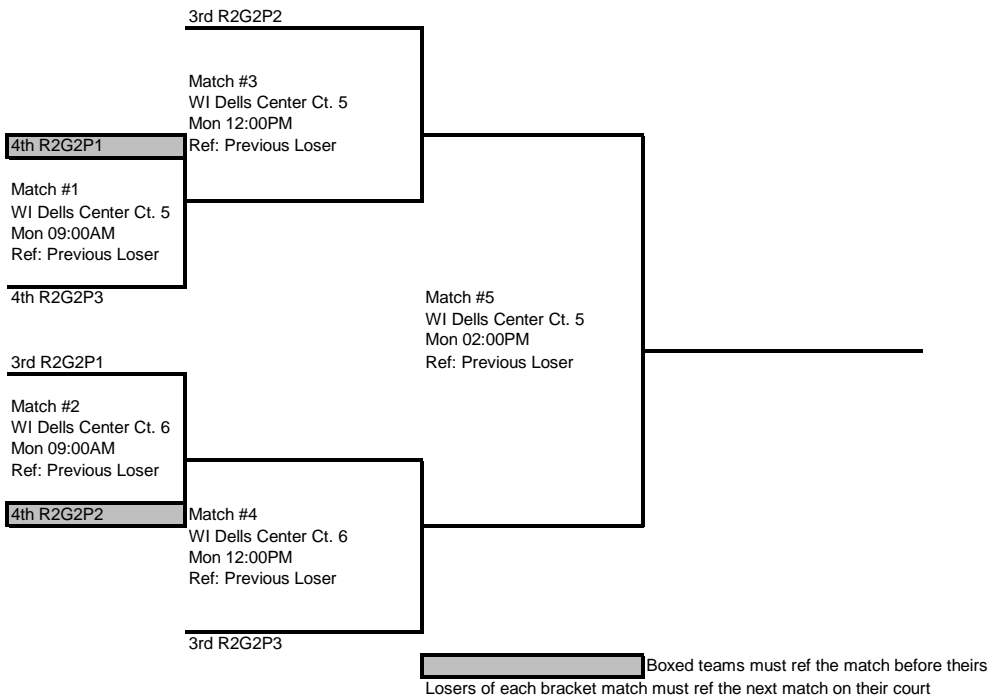 3rd R2G2P2
Match #3
WI Dells Center Ct. 5
Mon 12:00PM
Ref: Previous Loser
4th R2G2P1
Match #1
WI Dells Center Ct. 5
Mon 09:00AM
Ref: Previous Loser
4th R2G2P3
Match #5
WI Dells Center Ct. 5
Mon 02:00PM
Ref: Previous Loser
3rd R2G2P1
Match #2
WI Dells Center Ct. 6
Mon 09:00AM
Ref: Previous Loser
4th R2G2P2
Match #4
WI Dells Center Ct. 6
Mon 12:00PM
Ref: Previous Loser
3rd R2G2P3
Boxed teams must ref the match before theirs
Losers of each bracket match must ref the next match on their court